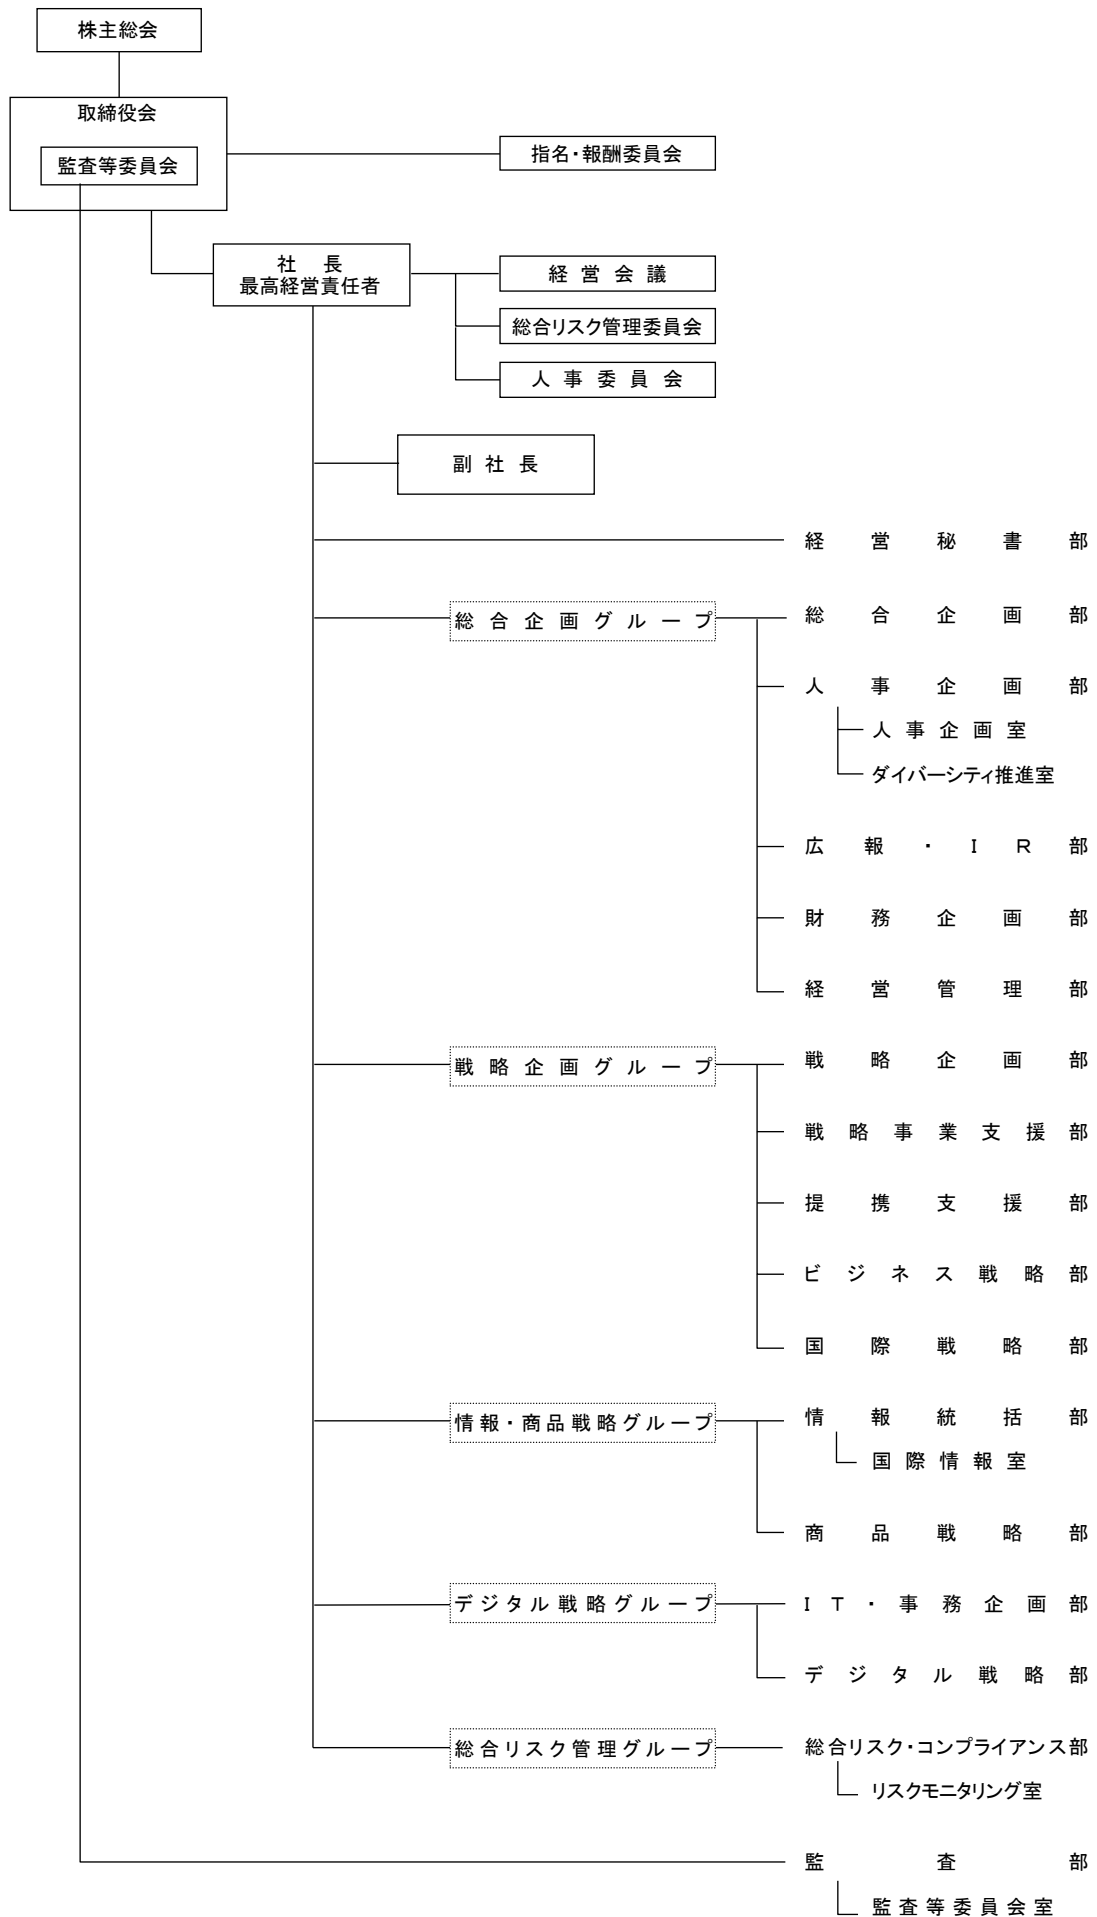 株主総会
取締役会
監査等委員会
指名・報酬委員会
社 長
最高経営責任者
経営会議
総合リスク管理委員会
人事委員会
副社長
経営秘書部
総合企画グループ
総合企画部
人事企画部
人事企画室
ダイバーシティ推進室
広報・ＩＲ部
財務企画部
経営管理部
戦略企画グループ
戦略企画部
戦略事業支援部
提携支援部
ビジネス戦略部
国際戦略部
情報・商品戦略グループ
情報統括部
国際情報室
商品戦略部
デジタル戦略グループ
ＩＴ・事務企画部
デジタル戦略部
総合リスク管理グループ
総合リスク・コンプライアンス部
リスクモニタリング室
監査部
監査等委員会室